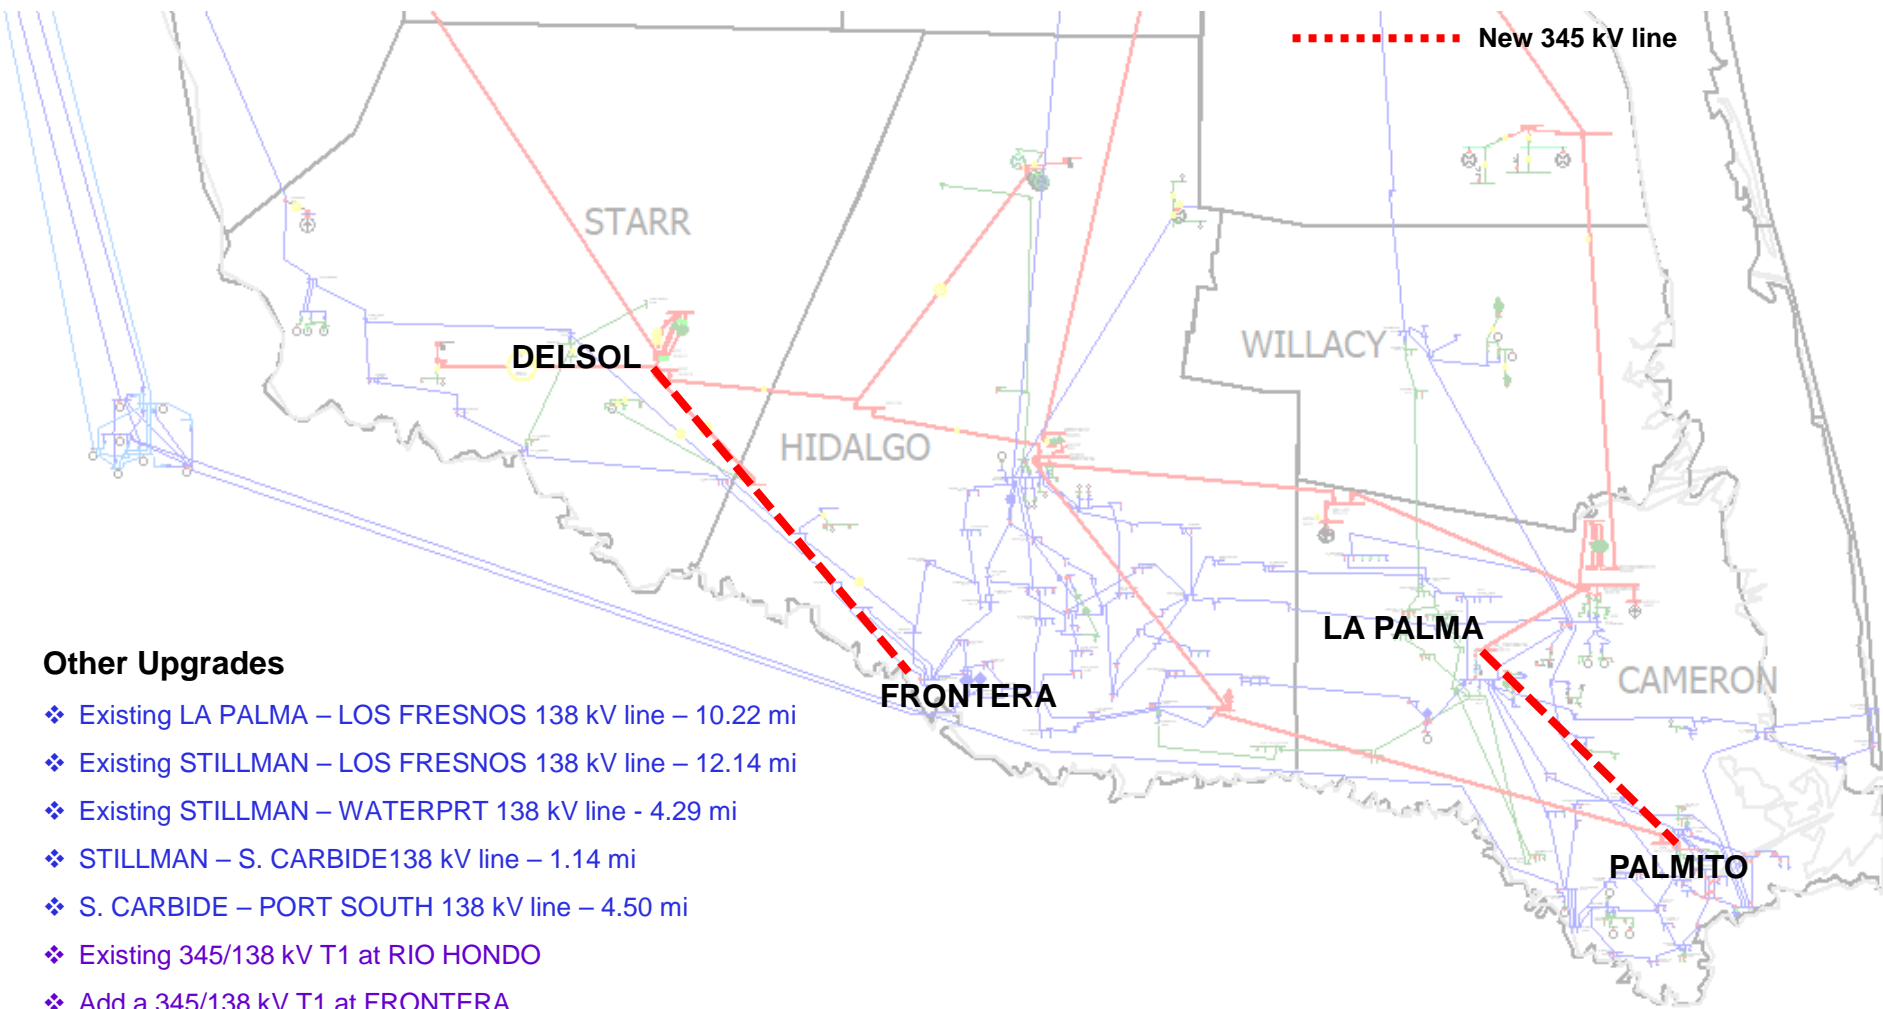 New 345 kV line
STARR
WILLACY
DELSOL
HIDALGO
LA PALMA
CAMERON
FRONTERA
PALMITO
Other Upgrades
❖ Existing LA PALMA – LOS FRESNOS 138 kV line – 10.22 mi
❖ Existing STILLMAN – LOS FRESNOS 138 kV line – 12.14 mi
❖ Existing STILLMAN – WATERPRT 138 kV line - 4.29 mi
❖ STILLMAN – S. CARBIDE138 kV line – 1.14 mi
❖ S. CARBIDE – PORT SOUTH 138 kV line – 4.50 mi
❖ Existing 345/138 kV T1 at RIO HONDO
❖ Add a 345/138 kV T1 at FRONTERA